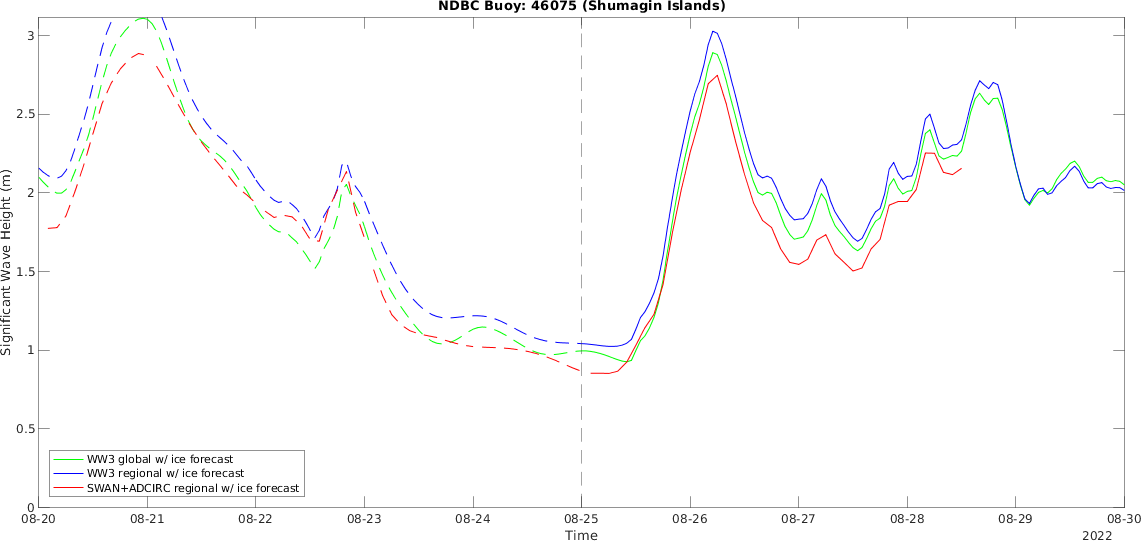 NDBC Buoy: 46075 (Shumagin Islands)
Significant Wave Height (m)
3
2.5
2
1.5
1
0.5
0
WW3 global w/ ice forecast
WW3 regional w/ ice forecast
SWAN+ADCIRC regional w/ ice forecast
08-20 08-21 08-22 08-23 08-24 08-25 08-26 08-27 08-28 08-29 08-30
Time
2022